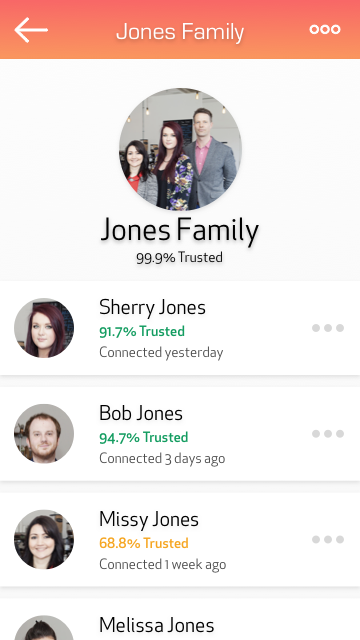 Jones Family
Jones Family
99.9% Trusted
Sherry Jones
91.7% Trusted
Connected yesterday
Bob Jones
94.7% Trusted
Connected 3 days ago
Missy Jones
68.8% Trusted
Connected 1 week ago
Melissa Jones